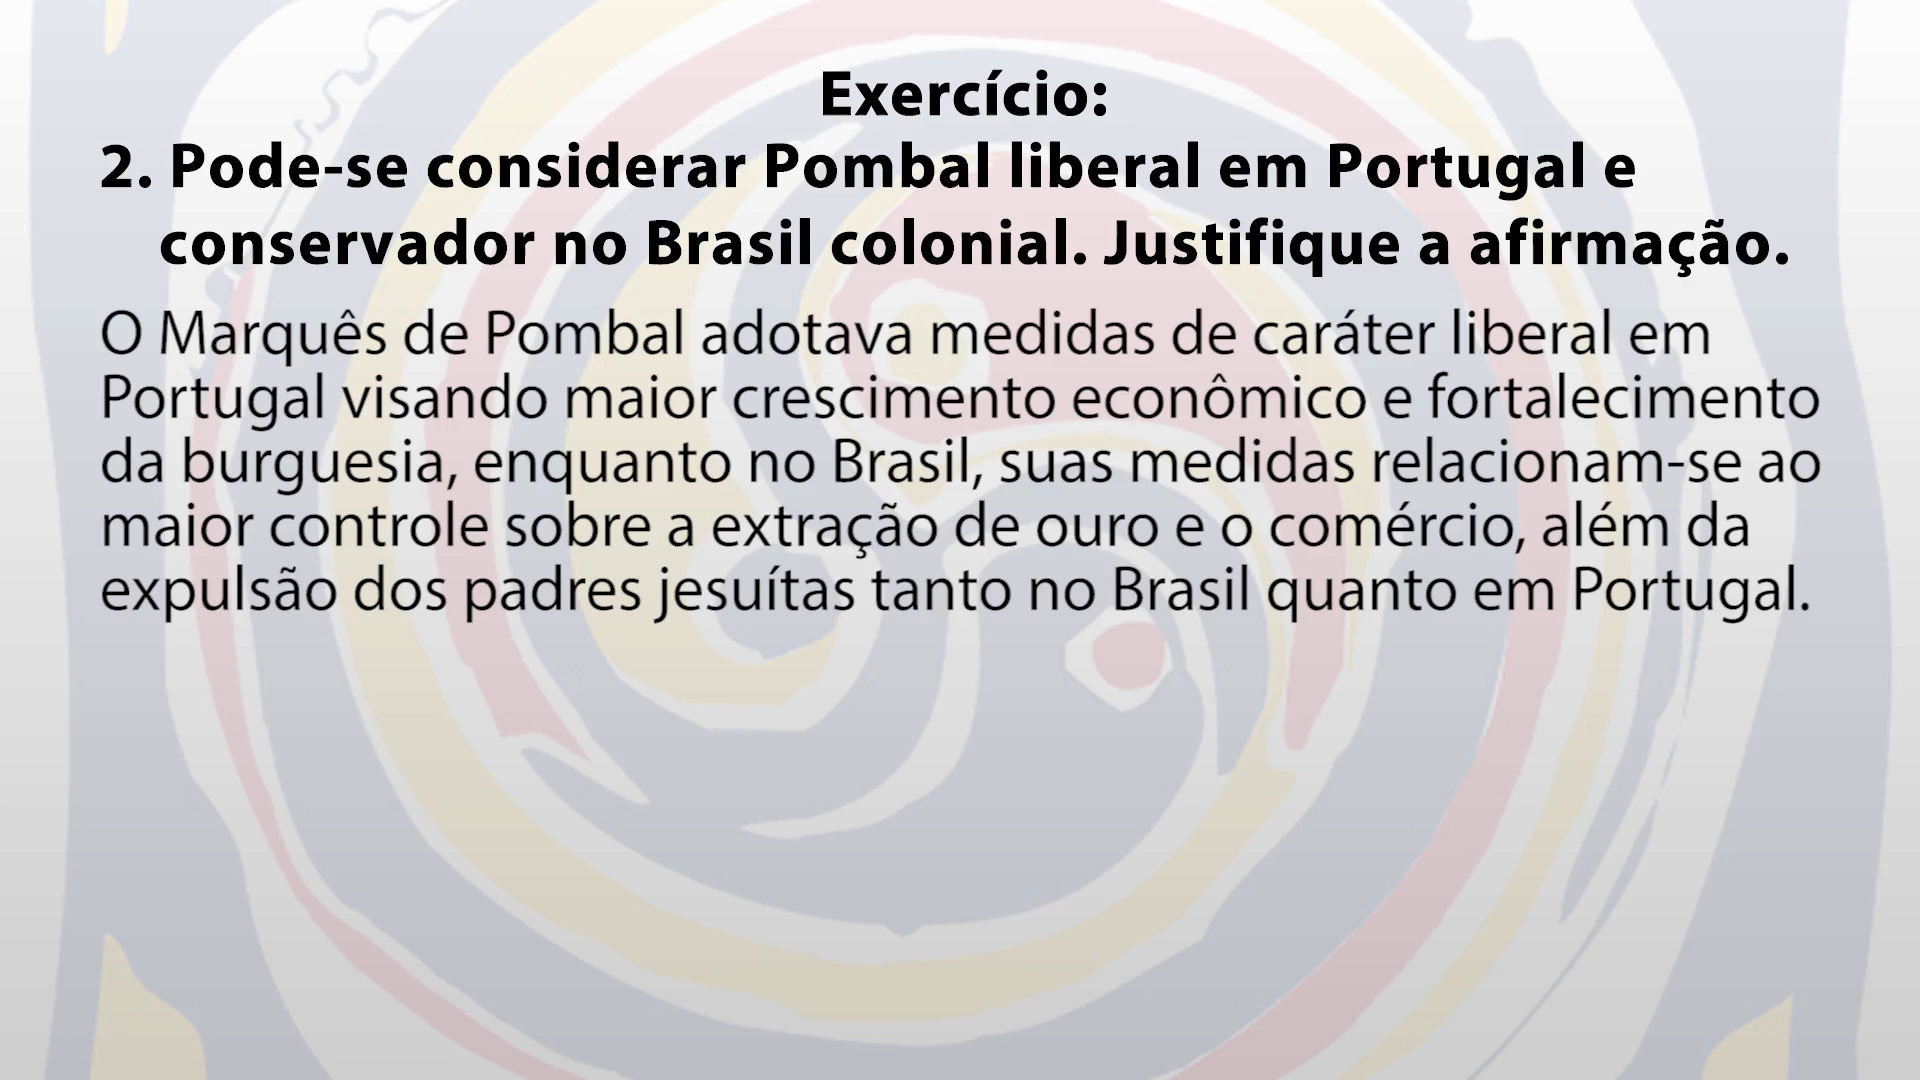 Exercício:
2. Pode-se considerar Pombal liberal em Portugal e
conservador no Brasil colonial. Justifique a afirmação.
O Marquês de Pombal adotava medidas de caráter liberal em
Portugal visando maior crescimento econômico e fortalecimento
da burguesia, enquanto no Brasil, suas medidas relacionam-se ao
maior controle sobre a extração de ouro e o comércio, além da
expulsão dos padres jesuítas tanto no Brasil quanto em Portugal.